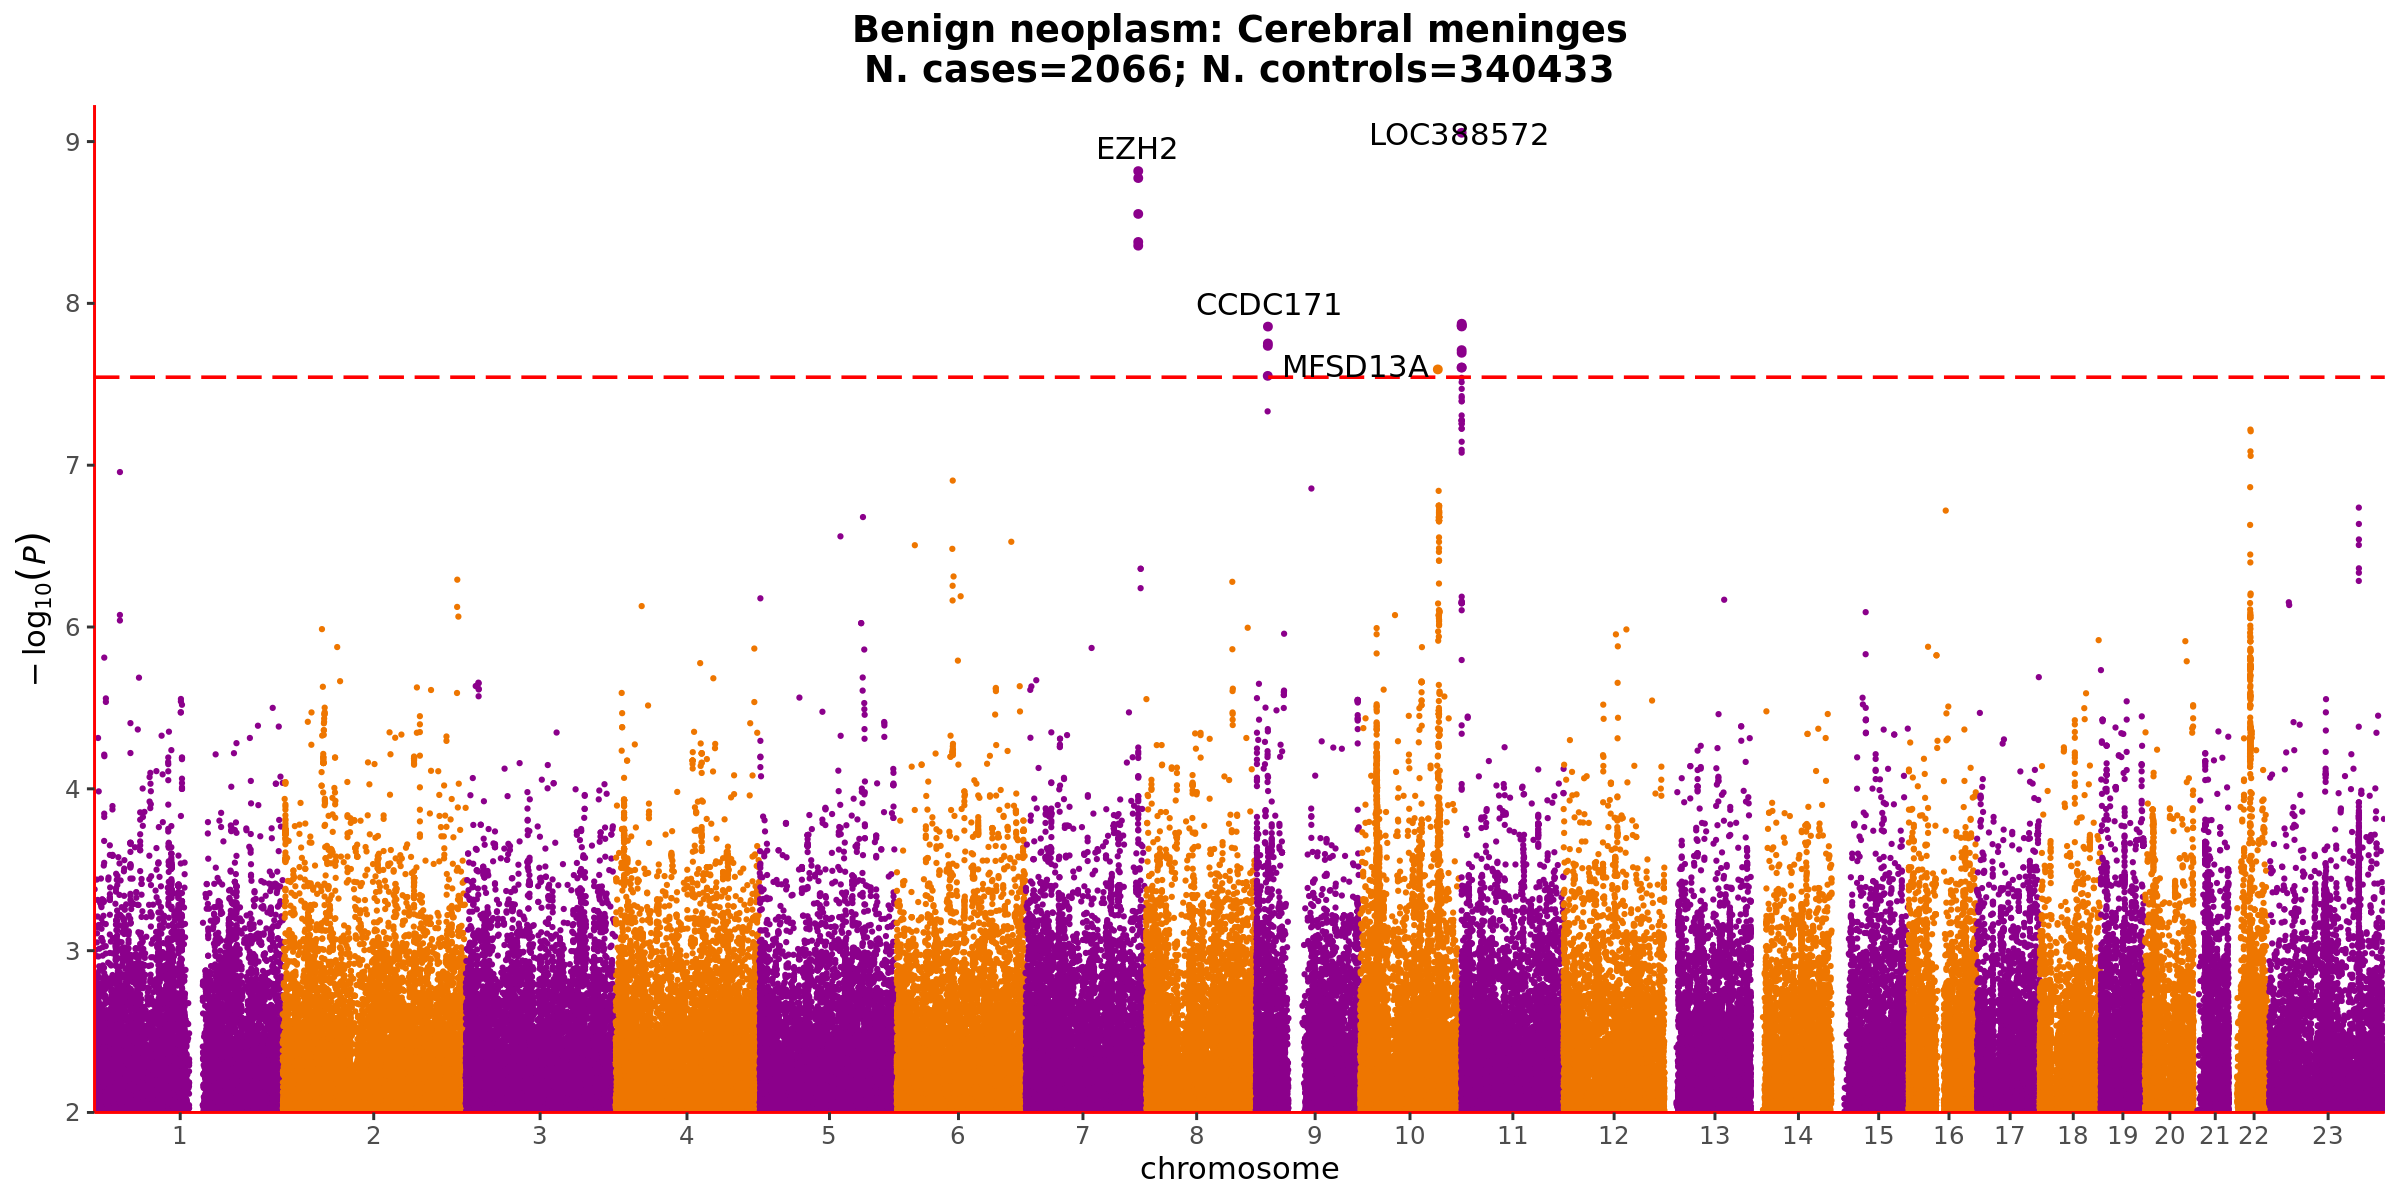 Benign neoplasm: Cerebral meninges
N. cases=2066; N. controls=340433
LOC388572
EZH2
CCDC171
MFSD13A
9
8
7
6
5
4
3
2
−log10(P)
1 2 3 4 5 6 7 8 9 10 11 12 13 14 15 16 17 18 19 20 21 22 23
chromosome